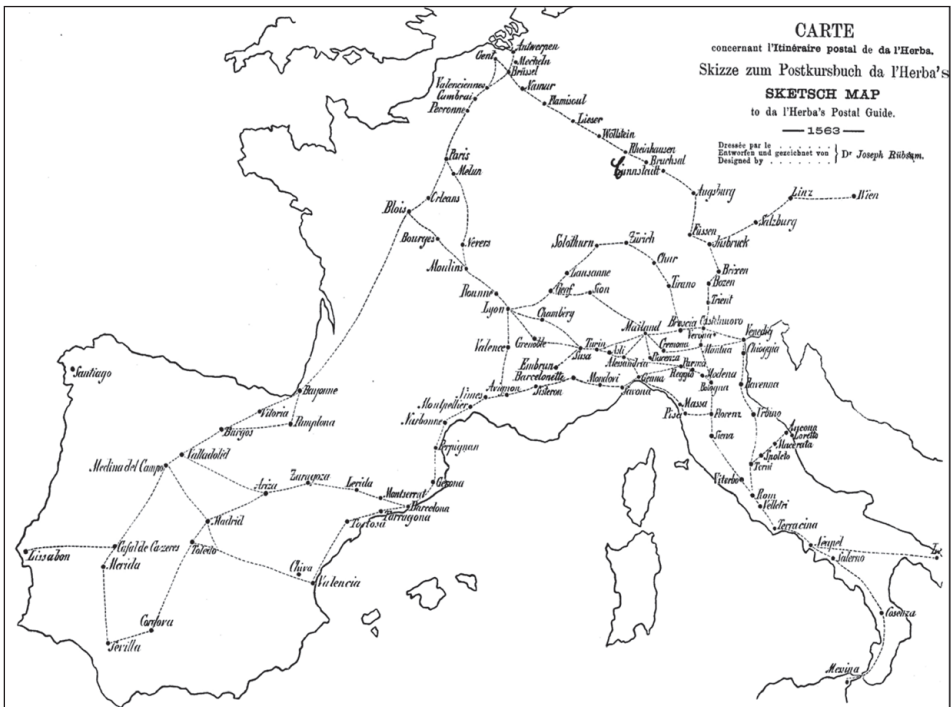 CARTE
concernant l'Itinéraire postal de da l'Herba.
Skizze zum Postkursbuch da l'Herba's
SKETSCH MAP
to da l'Herba's Postal Guide.
1563
Dressée par le . . . . . . . .
Entworfen und gezeichnet von
Designed by . . . . . . . .
Dr Joseph Rübsam.
Antwerpen
Gent
Mecheln
Brüssel
Valenciennes
Namur
Cambrai
Flamisoul
Peronne
Lieser
Wöllstein
Paris
Rheinhausen
Bruchsal
Cannstadt
Melun
Augsburg
Linz
Wien
Orleans
Blois
Füssen
Salzburg
Bourges
Nevers
Solothurn
Zürich
Insbruck
Moulins
Lausanne
Chur
Brixen
Bozen
Roanne
Genf
Sion
Tirano
Trient
Lyon
Chambéry
Mailand
Brescia
Castilnuovo
Venedig
Verona
Valence
Grenoble
Turin
Susa
Asti
Cremona
Mantua
Chioggia
Alessandria
Piacenza
Embrun
Parma
Barcelonette
Reggio
Modena
Santiago
Bayonne
Avignon
Sisteron
Mondovi
Genua
Bologna
Ravenna
Nimes
Savona
Vitoria
Montpellier
Massa
Burgos
Pamplona
Narbonne
Pisa
Florenz
Urbino
Ancona
Loretto
Valladolid
Perpignan
Siena
Macerata
Medina del Campo
Spoleto
Zaragoza
Lerida
Gerona
Viterbo
Terni
Ariza
Montserrat
Rom
Barcelona
Velletri
Madrid
Tortosa
Tarragona
Terracina
Lissabon
Casal de Cazeres
Toledo
Neapel
Le
Merida
Chiva
Salerno
Valencia
Cordova
Cosenza
Sevilla
Messina